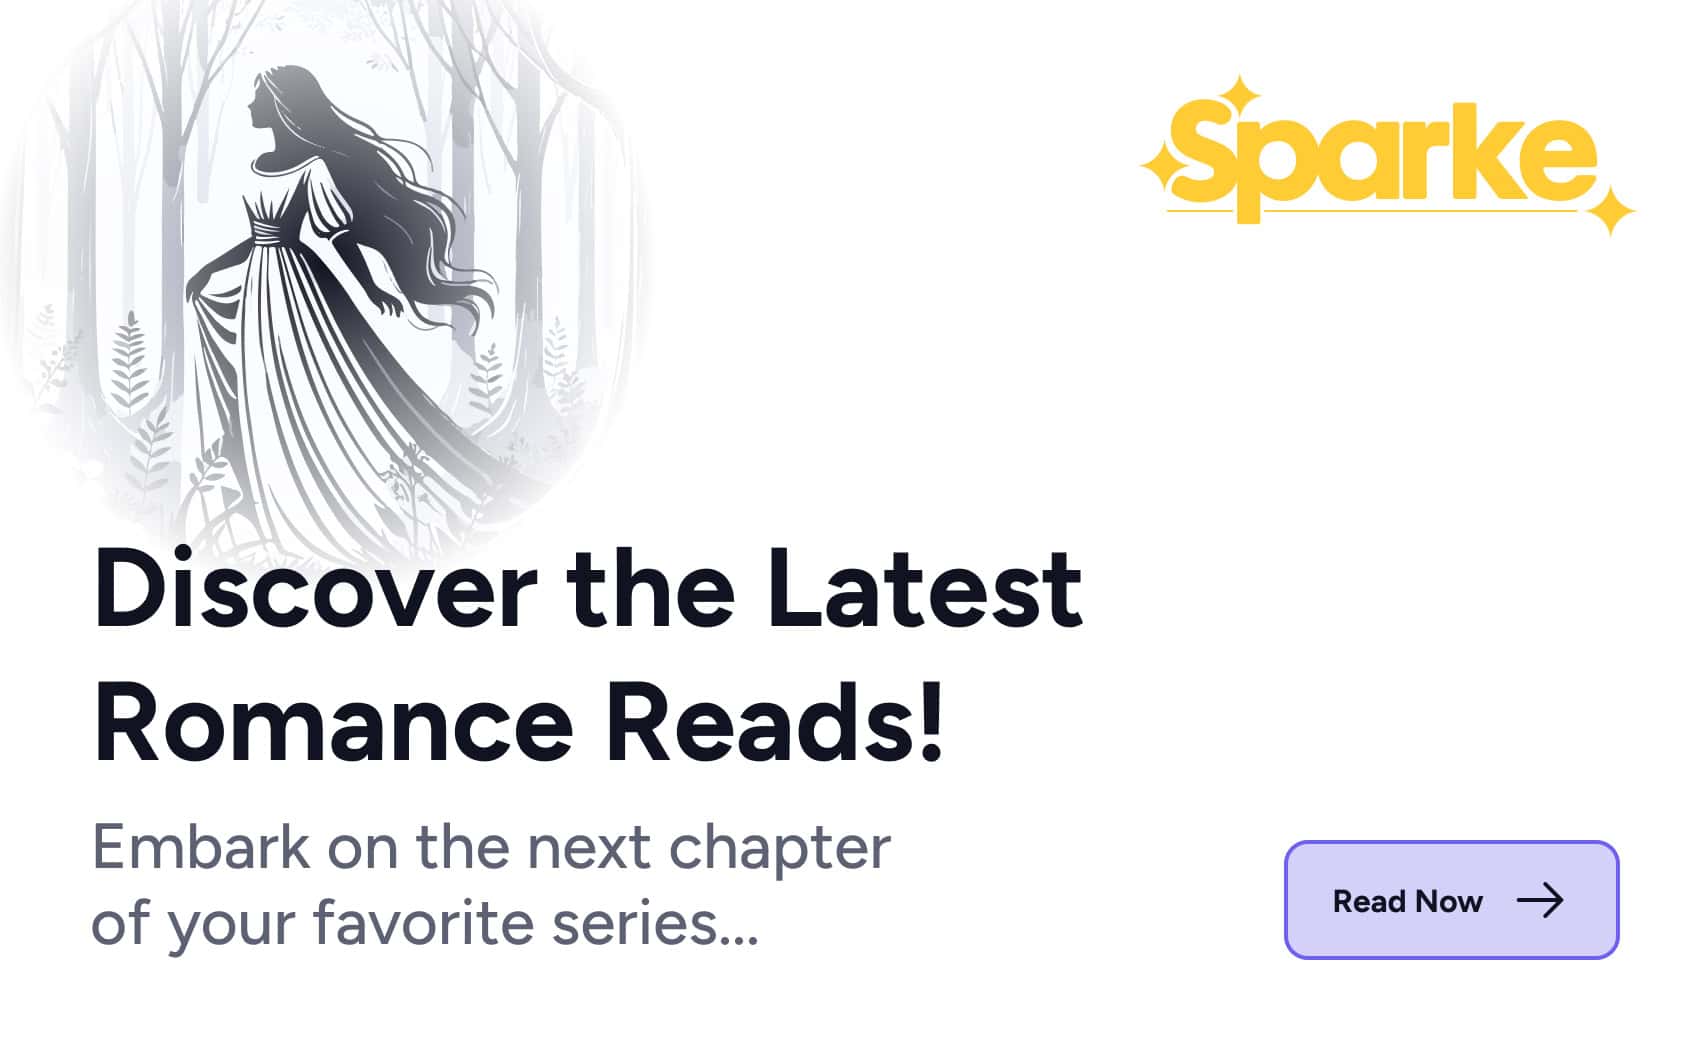 Sparke
Discover the Latest
Romance Reads!
Embark on the next chapter
of your favorite series...
Read Now